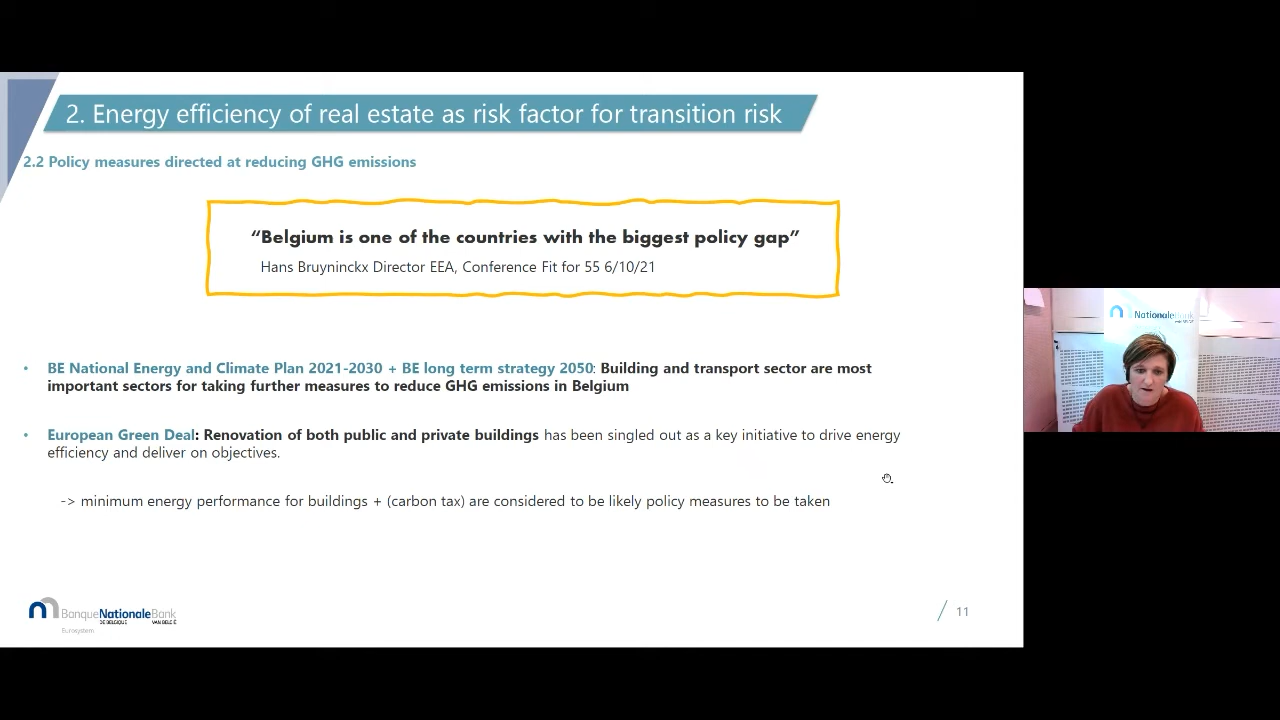 2. Energy efficiency of real estate as risk factor for transition risk
2.2 Policy measures directed at reducing GHG emissions
“Belgium is one of the countries with the biggest policy gap”
Hans Bruyninckx Director EEA, Conference Fit for 55 6/10/21
• BE National Energy and Climate Plan 2021-2030 + BE long term strategy 2050: Building and transport sector are most
important sectors for taking further measures to reduce GHG emissions in Belgium
• European Green Deal: Renovation of both public and private buildings has been singled out as a key initiative to drive energy
efficiency and deliver on objectives.
-> minimum energy performance for buildings + (carbon tax) are considered to be likely policy measures to be taken
BanqueNationaleBank
DE BELGIQUE VAN BELGIË
Eurosystem
11
NationaleBank